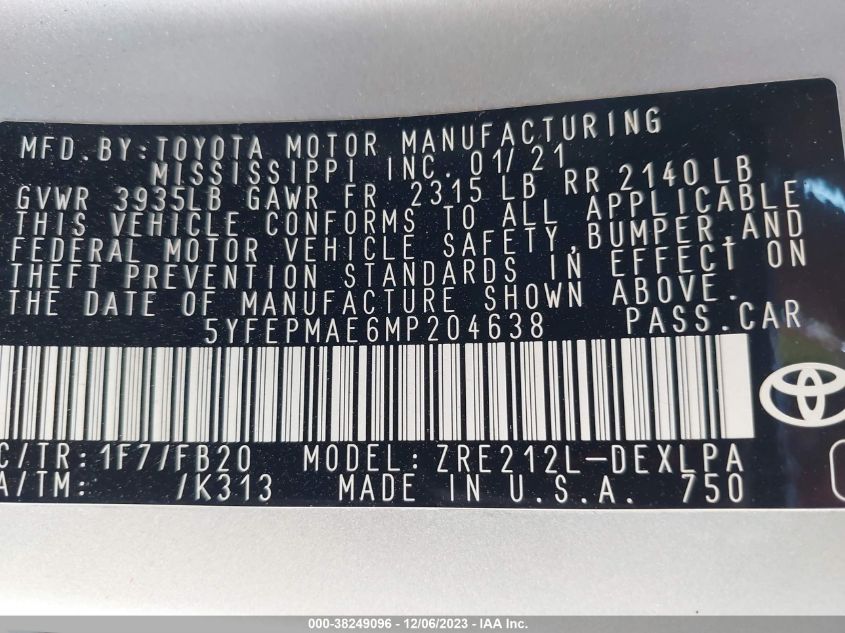 MFD. BY: TOYOTA MOTOR MANUFACTURING
MISSISSIPPI INC. 01/21
GVWR 3935LB GAWR FR 2315 LB RR 2140 LB
THIS VEHICLE CONFORMS TO ALL APPLICABLE
FEDERAL MOTOR VEHICLE SAFETY, BUMPER, AND
THEFT PREVENTION STANDARDS IN EFFECT ON
THE DATE OF MANUFACTURE SHOWN ABOVE.
5YFEPMAE6MP204638 PASS. CAR
C/TR: 1F7/FB20 MODEL: ZRE212L-DEXLPA
A/TM: /K313 MADE IN U.S.A. 750
000-38249096 - 12/06/2023 - IAA Inc.